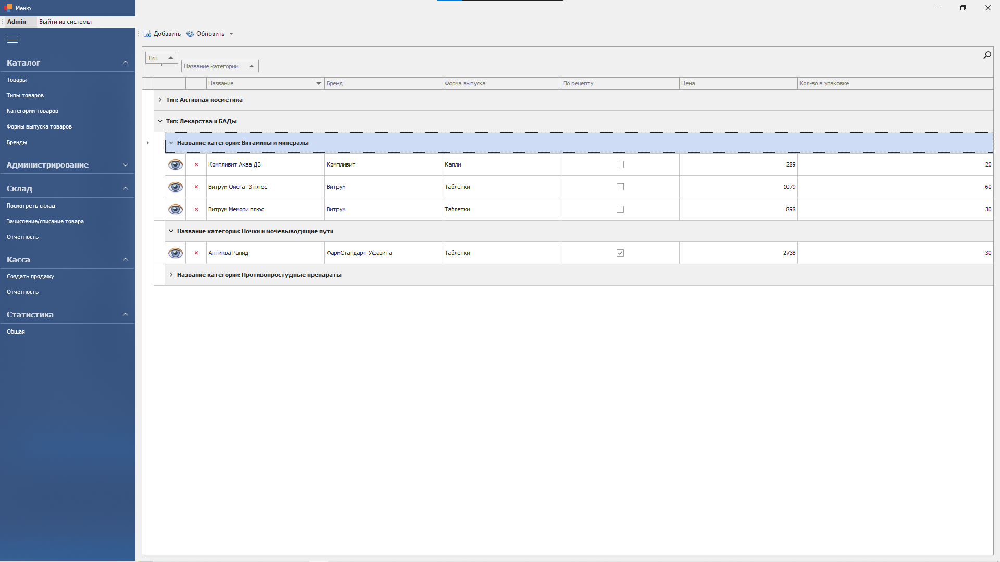 Меню
Admin Выйти из системы
Добавить Обновить
Каталог
Товары
Типы товаров
Категории товаров
Формы выпуска товаров
Бренды
Администрирование
Склад
Посмотреть склад
Зачисление/списание товара
Отчетность
Касса
Создать продажу
Отчетность
Статистика
Общая
Тип
Название категории
Название Бренд Форма выпуска По рецепту Цена Кол-во в упаковке
Тип: Активная косметика
Тип: Лекарства и БАДы
Название категории: Витамины и минералы
Компливит Аква Д3 Компливит Капли 289 20
Витрум Омега -3 плюс Витрум Таблетки 1079 60
Витрум Мемори плюс Витрум Таблетки 898 30
Название категории: Почки и мочевыводящие пути
Антиква Рапид ФармСтандарт-Уфавита Таблетки 2738 30
Название категории: Противопростудные препараты